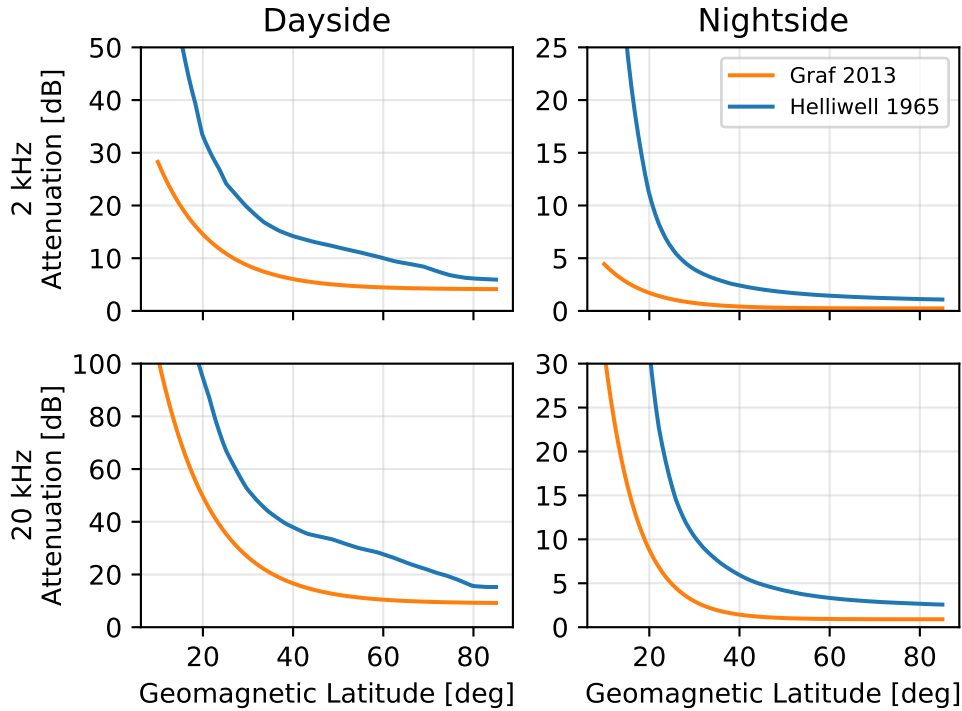 Dayside
Nightside
2 kHz
Attenuation [dB]
50
40
30
20
10
0
25
20
15
10
5
0
Graf 2013
Helliwell 1965
20 kHz
Attenuation [dB]
100
80
60
40
20
0
30
25
20
15
10
5
0
20 40 60 80
20 40 60 80
Geomagnetic Latitude [deg]
Geomagnetic Latitude [deg]